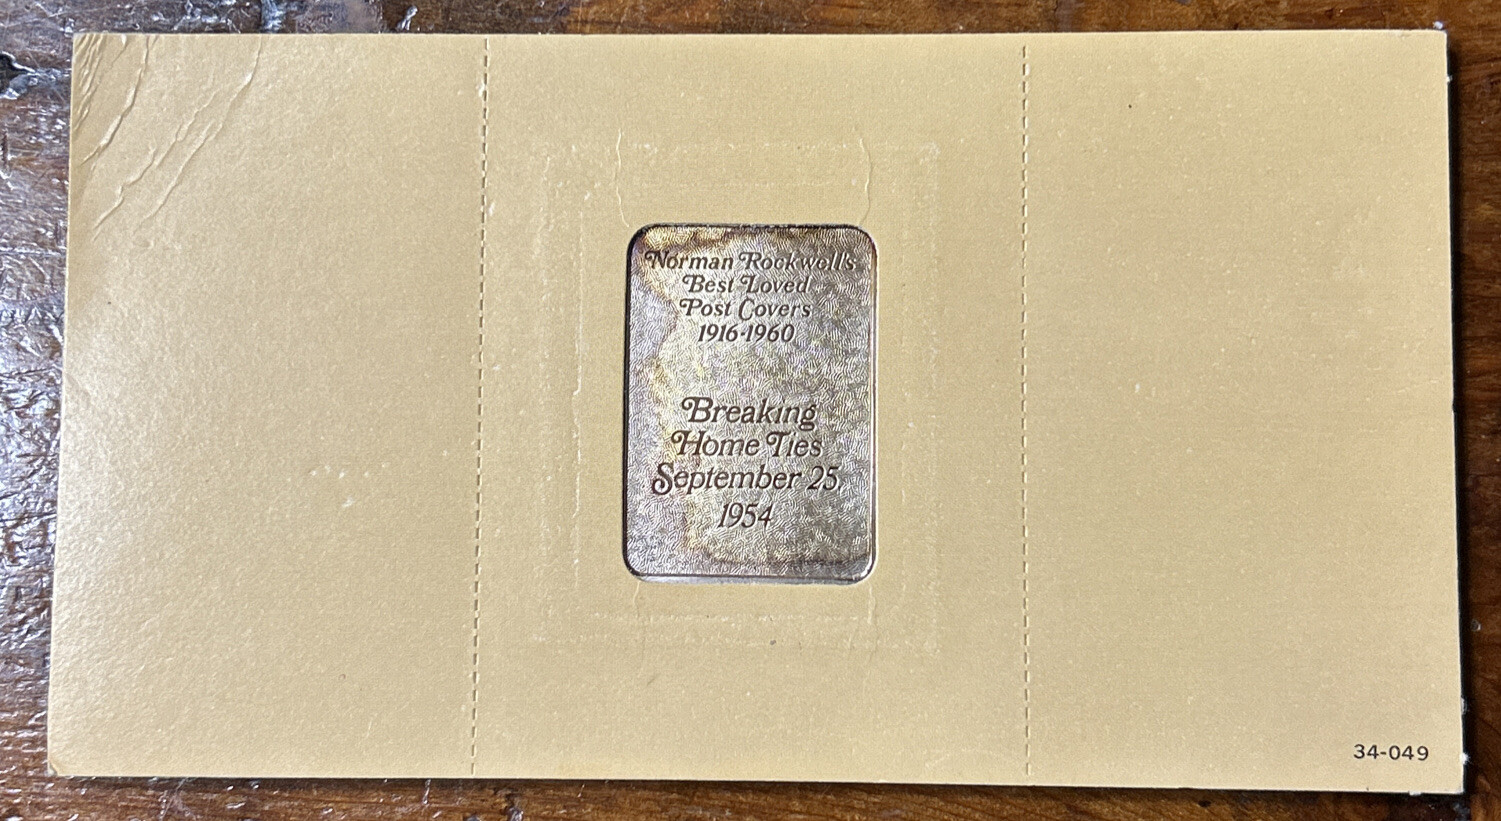 Norman Rockwell's
Best Loved
Post Covers
1916-1960
Breaking
Home Ties
September 25,
1954
34-049